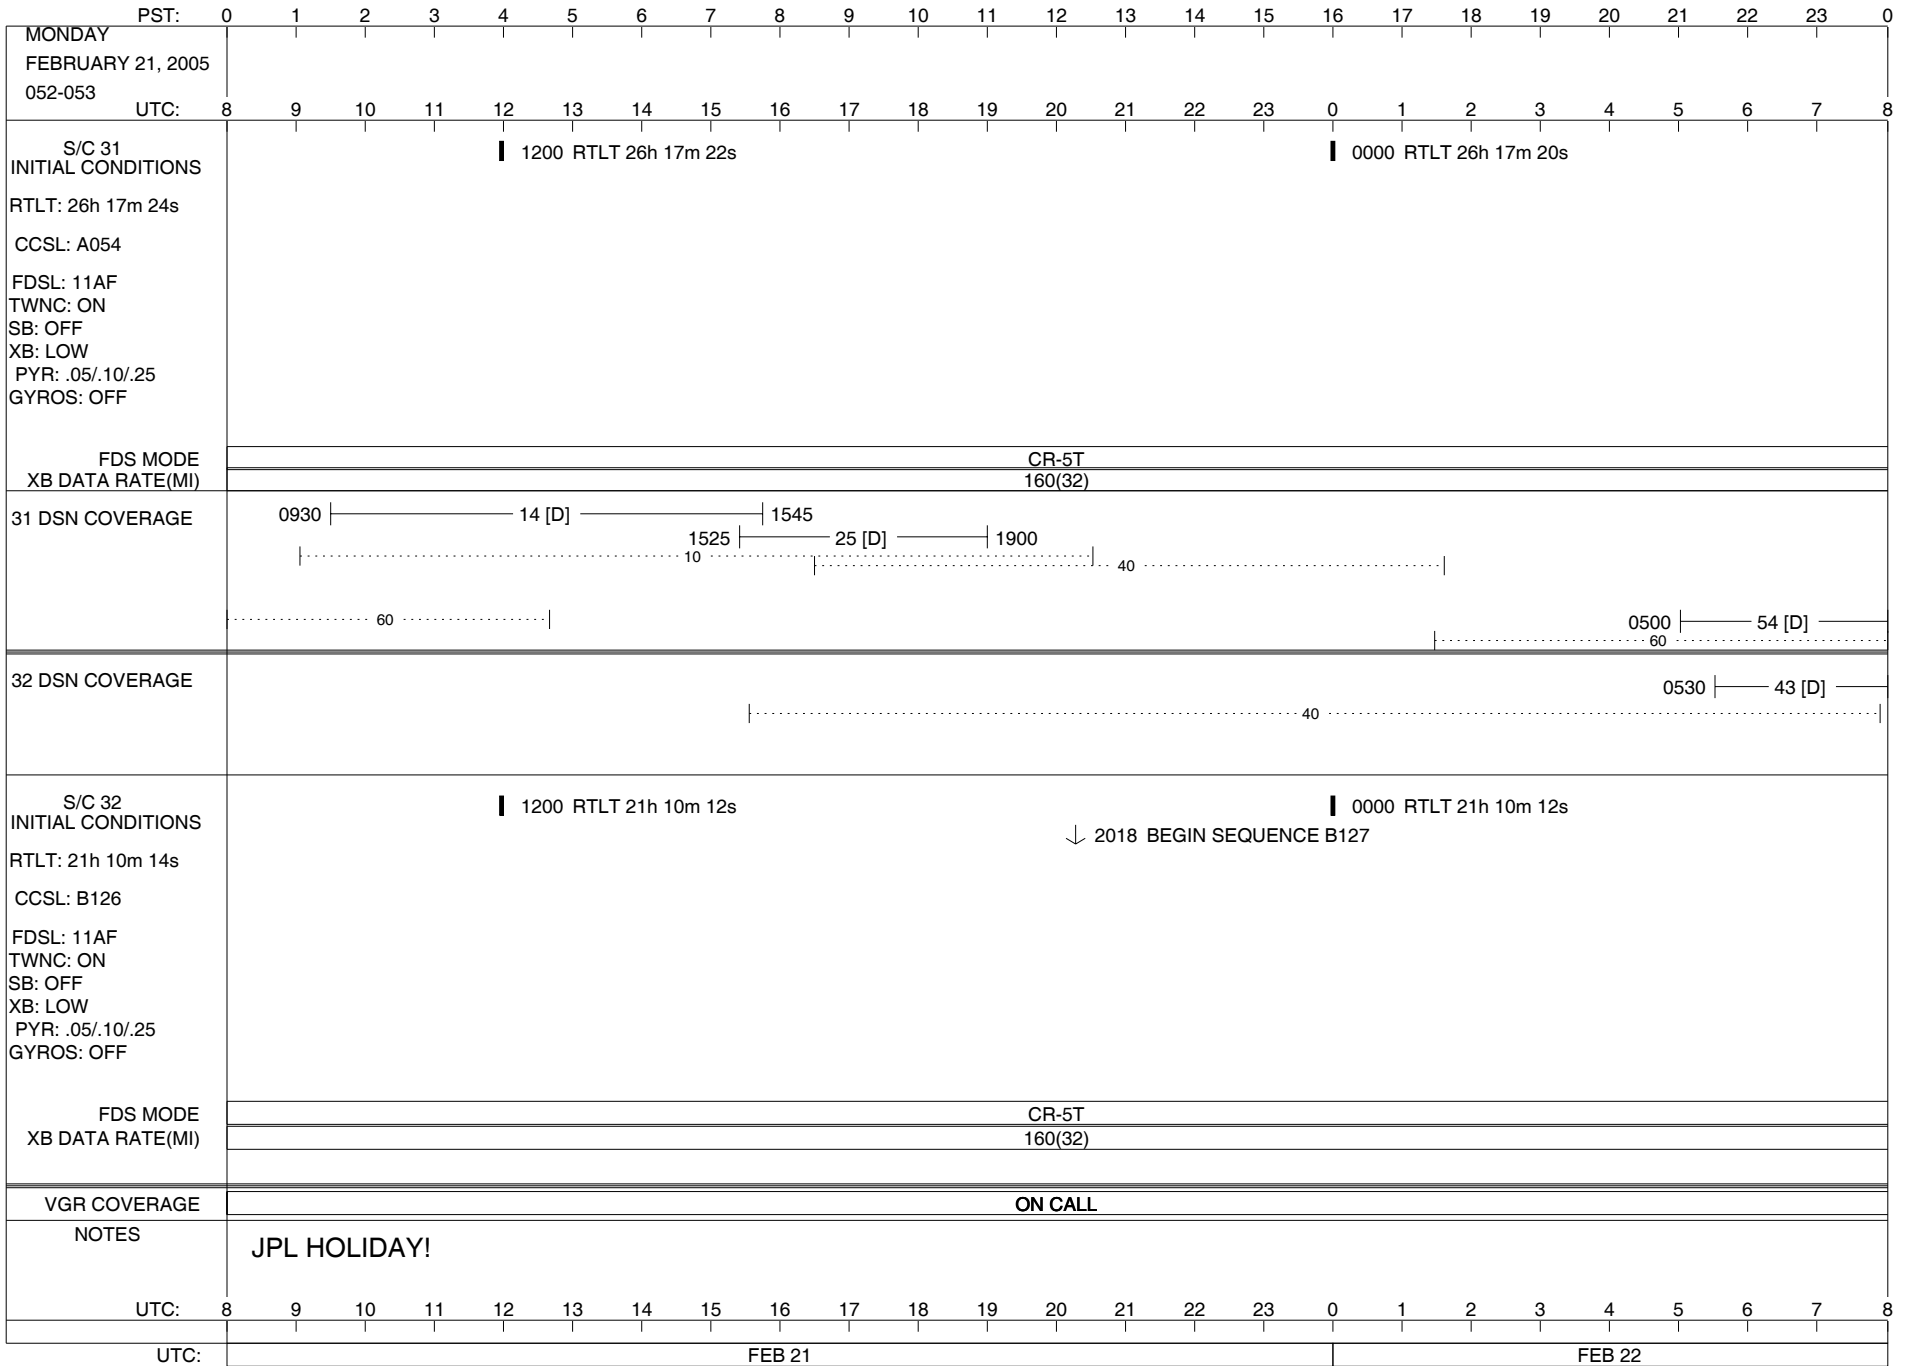 PST: 0 1 2 3 4 5 6 7 8 9 10 11 12 13 14 15 16 17 18 19 20 21 22 23 0
MONDAY
FEBRUARY 21, 2005
052-053
UTC: 8 9 10 11 12 13 14 15 16 17 18 19 20 21 22 23 0 1 2 3 4 5 6 7 8
S/C 31
INITIAL CONDITIONS
1200 RTLT 26h 17m 22s
0000 RTLT 26h 17m 20s
RTLT: 26h 17m 24s
CCSL: A054
FDSL: 11AF
TWNC: ON
SB: OFF
XB: LOW
PYR: .05/.10/.25
GYROS: OFF
FDS MODE CR-5T
XB DATA RATE(MI) 160(32)
31 DSN COVERAGE
0930 14 [D] 1545
1525 25 [D] 1900
10
40
60
0500 54 [D]
60
32 DSN COVERAGE
0530 43 [D]
40
S/C 32
INITIAL CONDITIONS
1200 RTLT 21h 10m 12s
0000 RTLT 21h 10m 12s
2018 BEGIN SEQUENCE B127
RTLT: 21h 10m 14s
CCSL: B126
FDSL: 11AF
TWNC: ON
SB: OFF
XB: LOW
PYR: .05/.10/.25
GYROS: OFF
FDS MODE CR-5T
XB DATA RATE(MI) 160(32)
VGR COVERAGE ON CALL
NOTES
JPL HOLIDAY!
UTC: 8 9 10 11 12 13 14 15 16 17 18 19 20 21 22 23 0 1 2 3 4 5 6 7 8
UTC: FEB 21 FEB 22